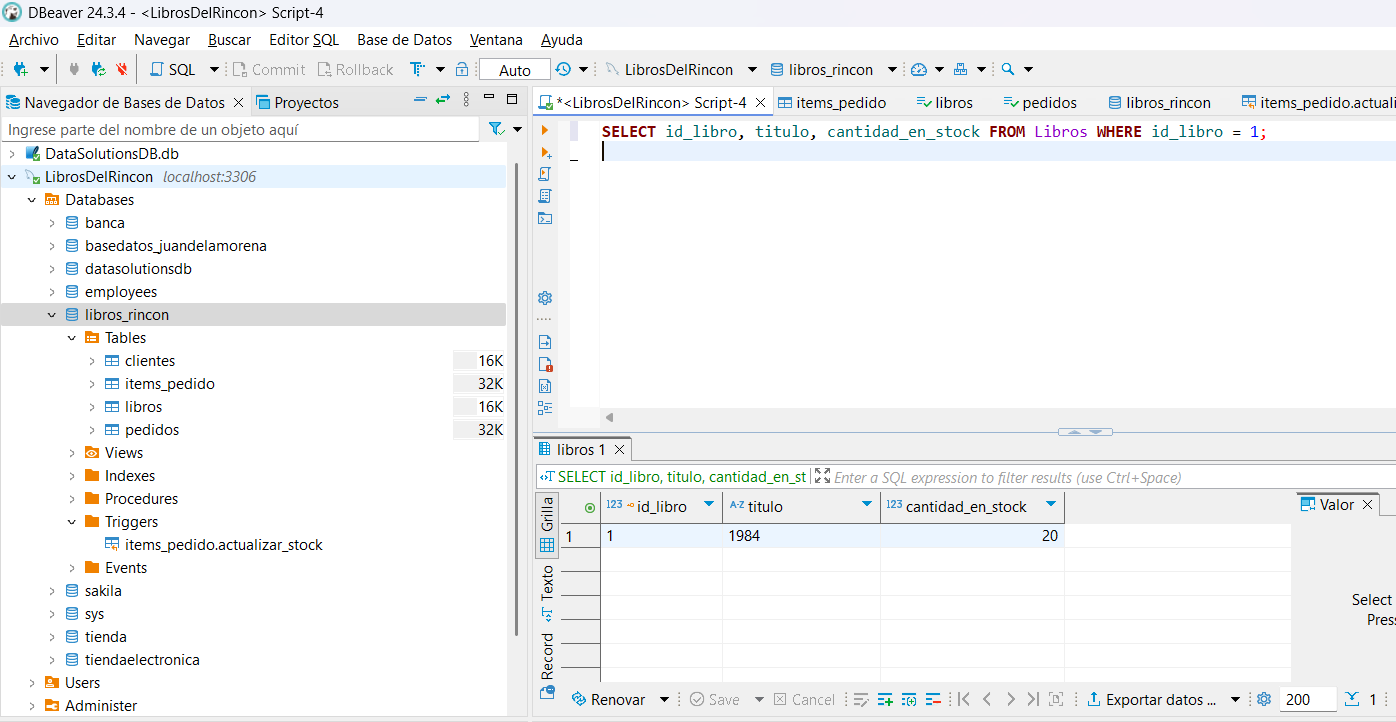 DBeaver 24.3.4 - <LibrosDelRincon> Script-4
Archivo Editar Navegar Buscar Editor SQL Base de Datos Ventana Ayuda
SQL Commit Rollback Auto LibrosDelRincon libros_rincon
Navegador de Bases de Datos Proyectos
Ingrese parte del nombre de un objeto aquí
DataSolutionsDB.db
LibrosDelRincon localhost:3306
Databases
banca
basedatos_juandelamorena
datasolutionsdb
employees
libros_rincon
Tables
clientes 16K
items_pedido 32K
libros 16K
pedidos 32K
Views
Indexes
Procedures
Triggers
items_pedido.actualizar_stock
Events
sakila
sys
tienda
tiendaelectronica
Users
Administer
*<LibrosDelRincon> Script-4 items_pedido libros pedidos libros_rincon items_pedido.actuali
SELECT id_libro, titulo, cantidad_en_stock FROM Libros WHERE id_libro = 1;
libros 1
SELECT id_libro, titulo, cantidad_en_st Enter a SQL expression to filter results (use Ctrl+Space)
Grilla
Texto
Record
123 id_libro A-Z titulo 123 cantidad_en_stock
1 1 1984 20
Valor
Select
Press
Renovar Save Cancel Exportar datos ... 200 1